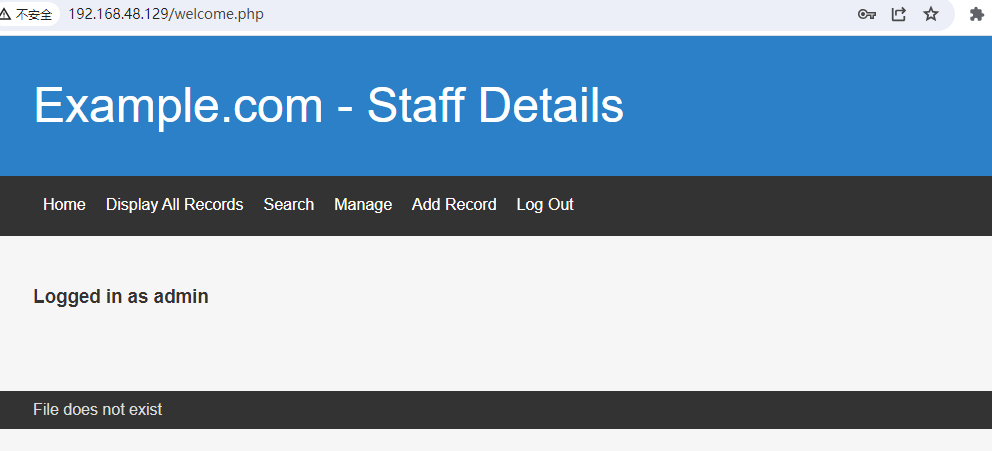 不安全 192.168.48.129/welcome.php
Example.com - Staff Details
Home Display All Records Search Manage Add Record Log Out
Logged in as admin
File does not exist